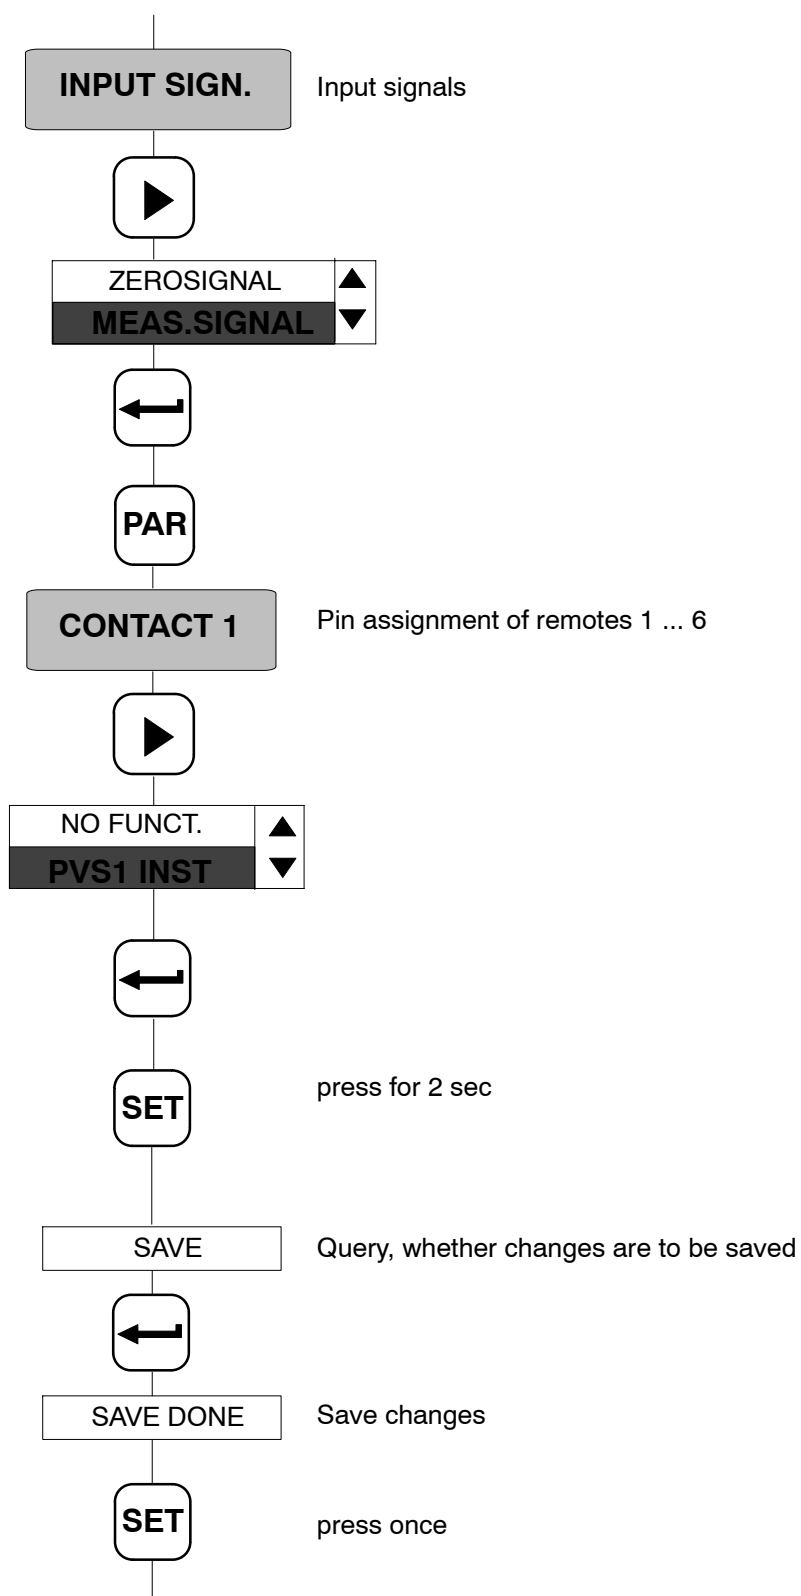 INPUT SIGN.
Input signals
ZEROSIGNAL
MEAS.SIGNAL
PAR
CONTACT 1
Pin assignment of remotes 1 ... 6
NO FUNCT.
PVS1 INST
SET
press for 2 sec
SAVE
Query, whether changes are to be saved
SAVE DONE
Save changes
SET
press once